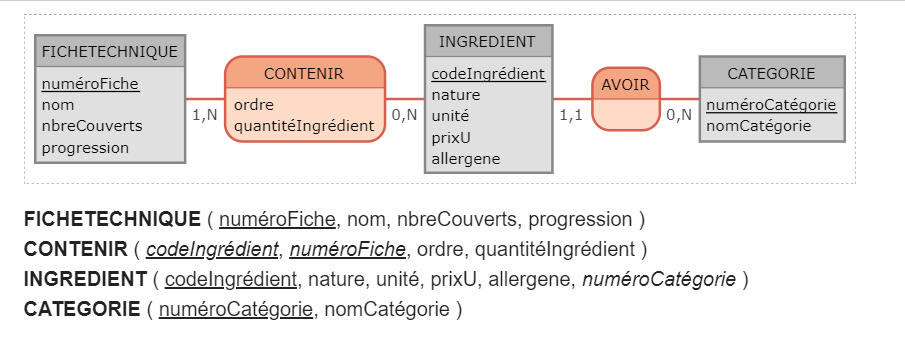 FICHETECHNIQUE
numéroFiche
nom
nbreCouverts
progression
1,N
CONTENIR
ordre
quantitéIngrédient
0,N
INGREDIENT
codeIngrédient
nature
unité
prixU
allergene
1,1
AVOIR
0,N
CATEGORIE
numéroCatégorie
nomCatégorie
FICHETECHNIQUE ( numéroFiche, nom, nbreCouverts, progression )
CONTENIR ( codeIngrédient, numéroFiche, ordre, quantitéIngrédient )
INGREDIENT ( codeIngrédient, nature, unité, prixU, allergene, numéroCatégorie )
CATEGORIE ( numéroCatégorie, nomCatégorie )